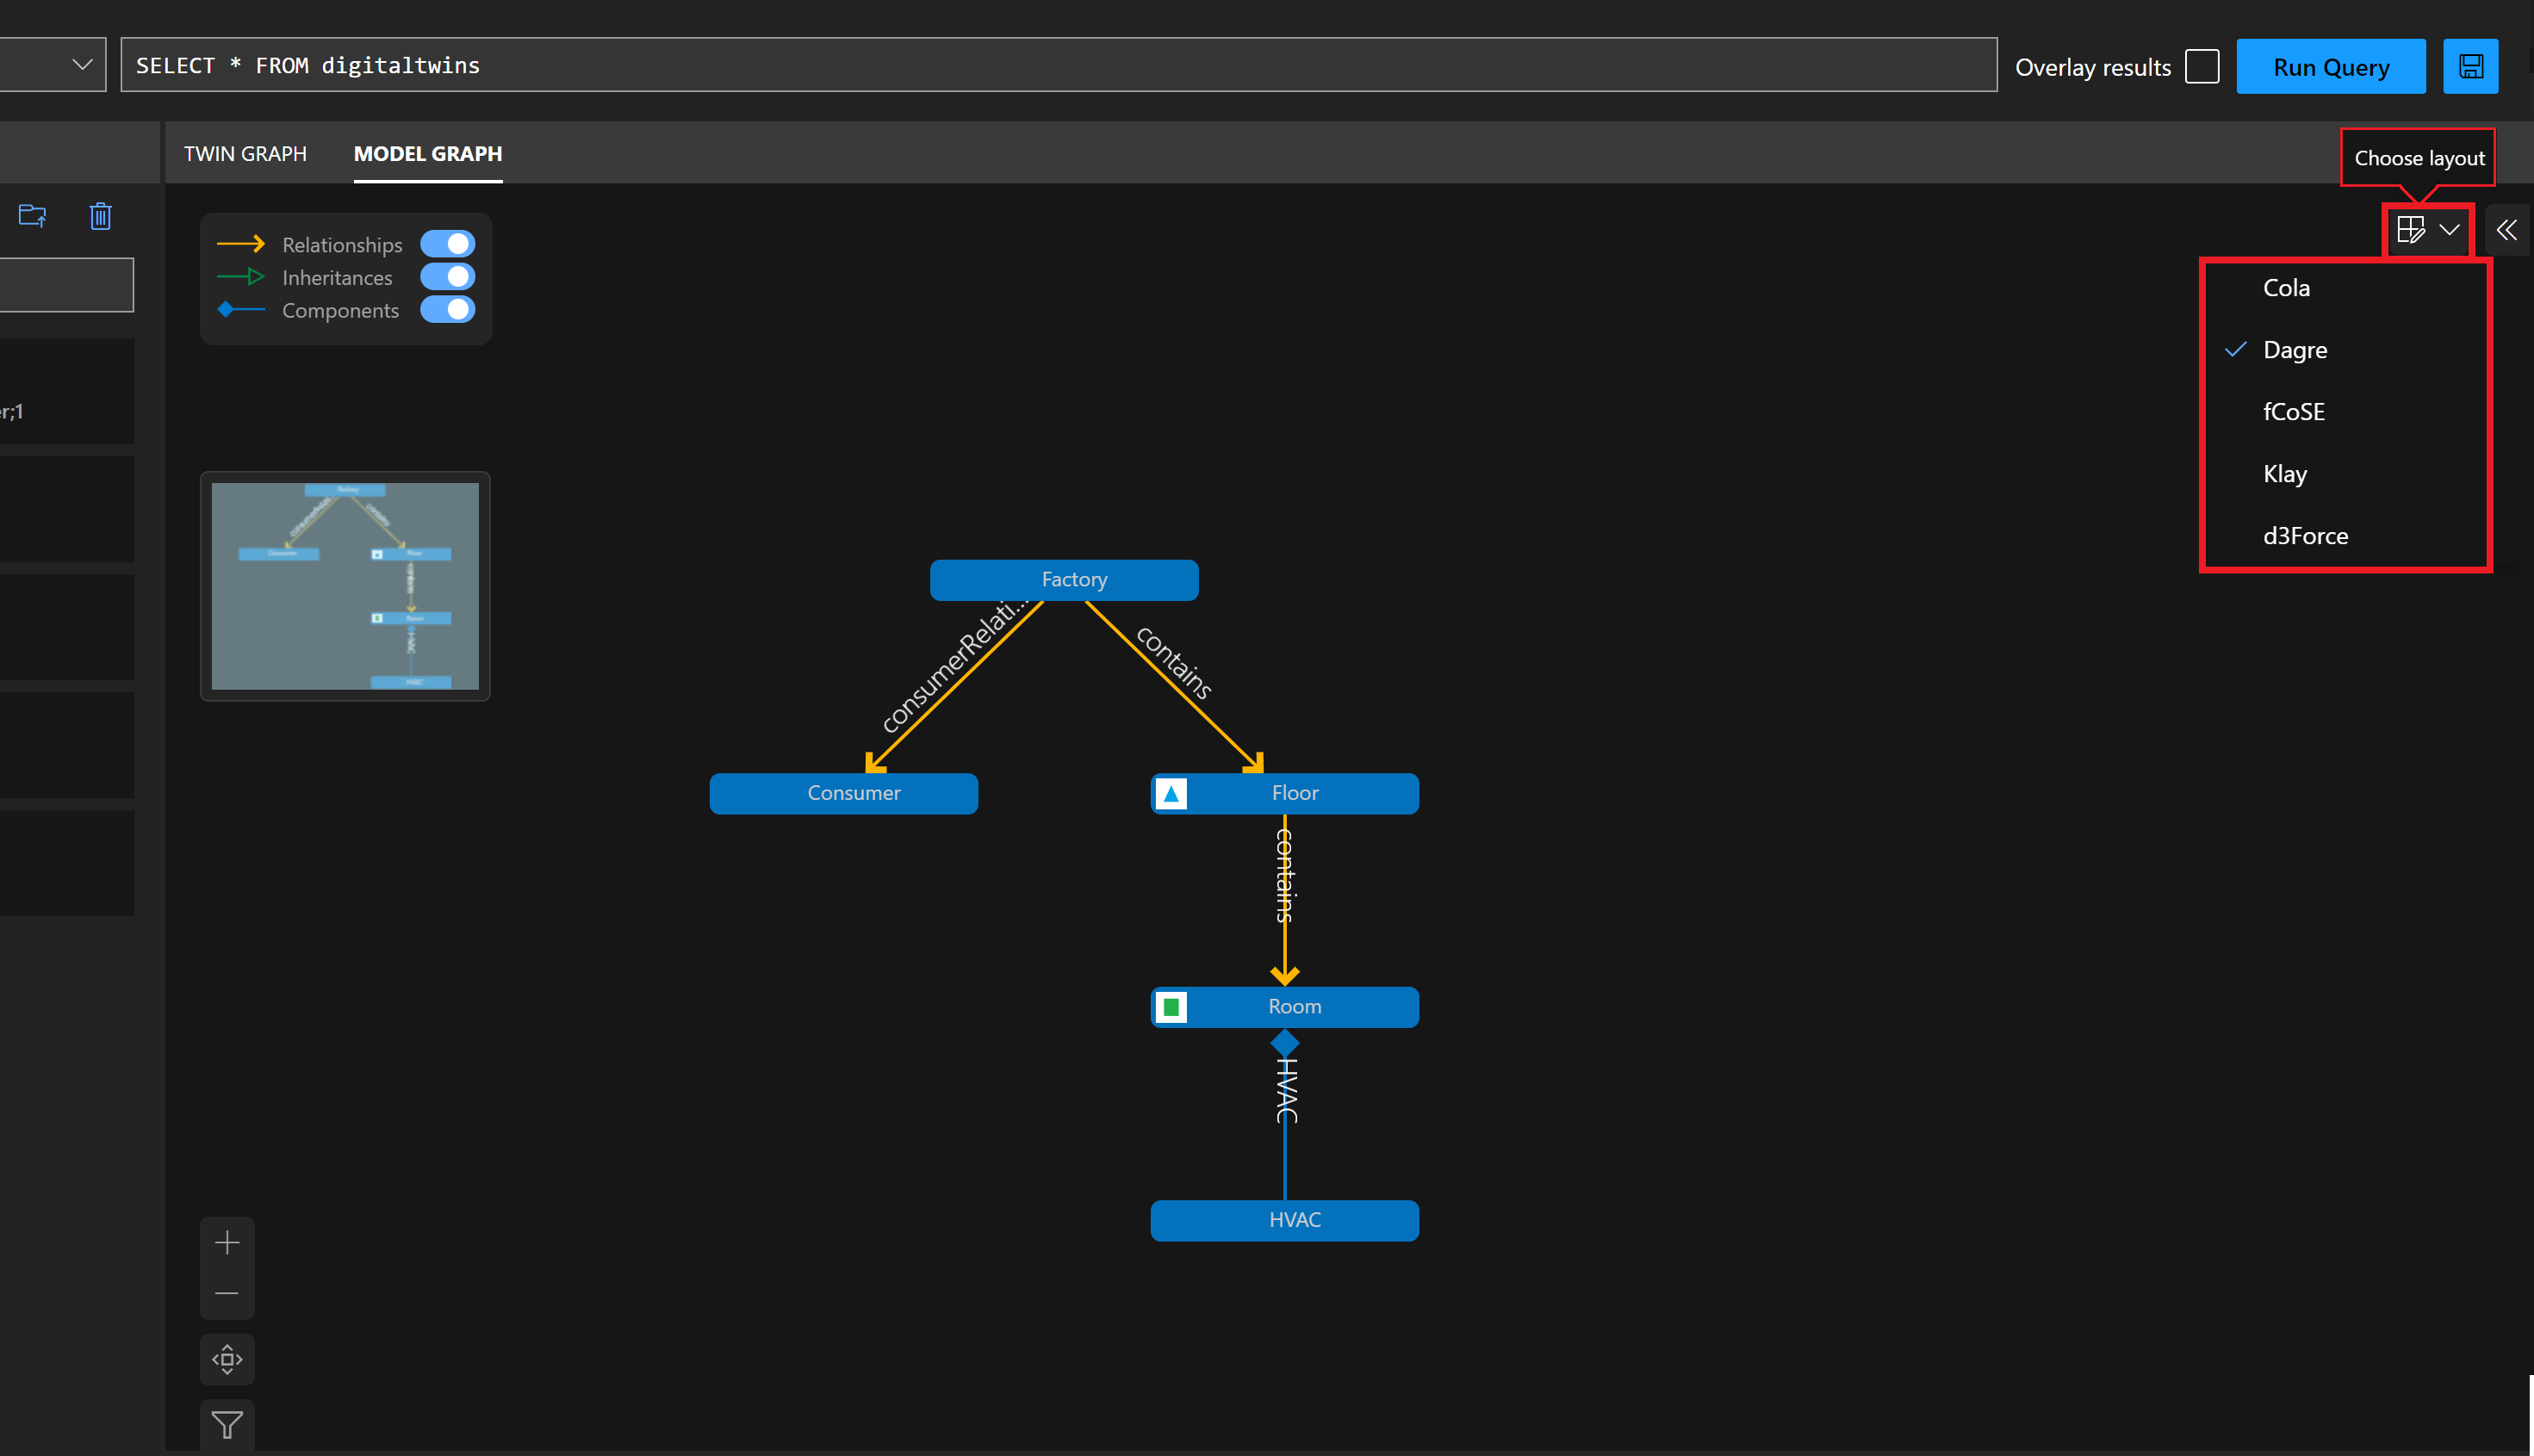 SELECT * FROM digitaltwins
Overlay results
Run Query
TWIN GRAPH
MODEL GRAPH
Choose layout
Relationships
Inheritances
Components
Cola
Dagre
fCoSE
Klay
d3Force
er;1
Factory
consumerRelati...
contains
Consumer
Floor
contains
Room
HVAC
HVAC